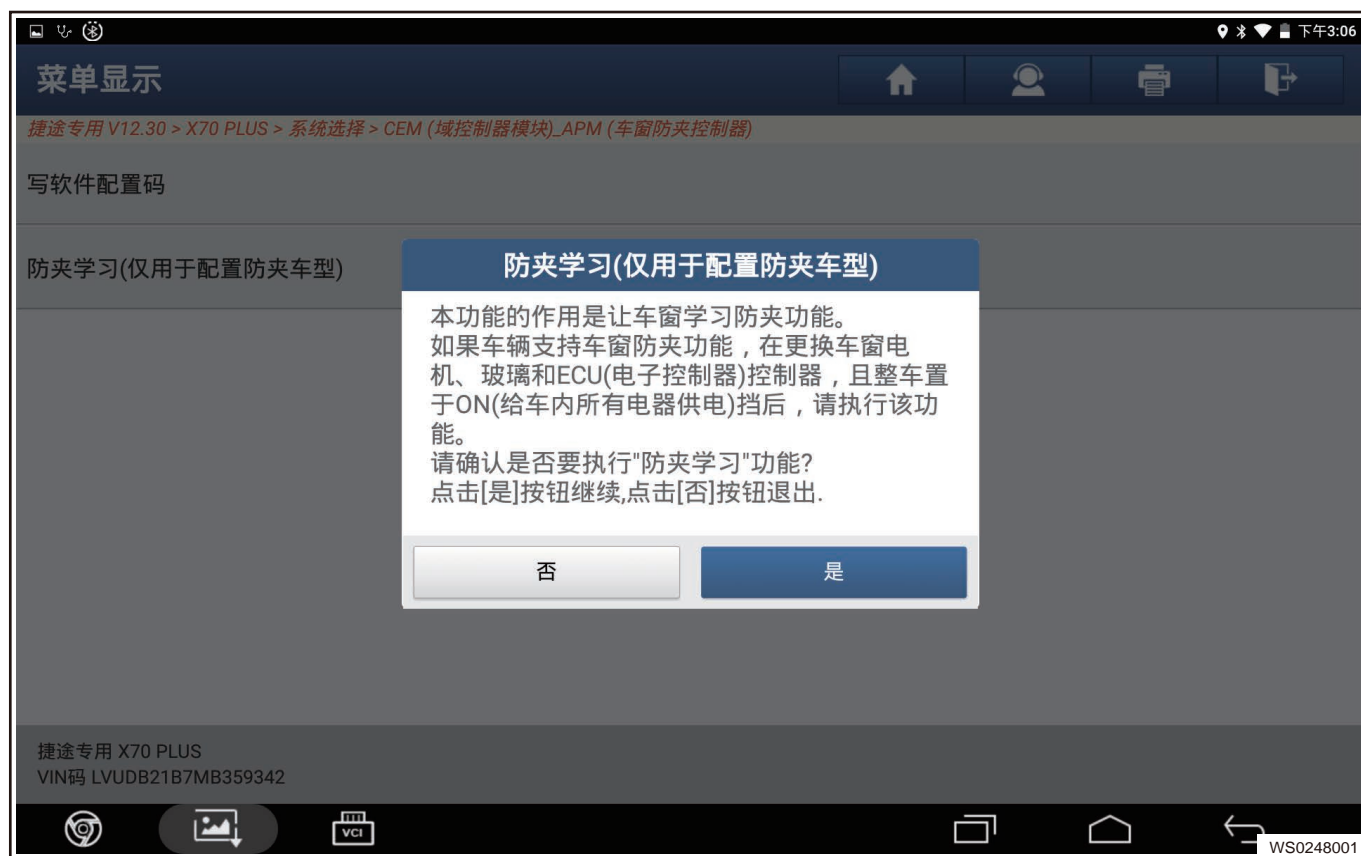 下午3:06
菜单显示
捷途专用 V12.30 > X70 PLUS > 系统选择 > CEM (域控制器模块)_APM (车窗防夹控制器)
写软件配置码
防夹学习(仅用于配置防夹车型)
防夹学习(仅用于配置防夹车型)
本功能的作用是让车窗学习防夹功能。
如果车辆支持车窗防夹功能，在更换车窗电
机、玻璃和ECU(电子控制器)控制器，且整车置
于ON(给车内所有电器供电)挡后，请执行该功
能。
请确认是否要执行"防夹学习"功能?
点击[是]按钮继续,点击[否]按钮退出.
否
是
捷途专用 X70 PLUS
VIN码 LVUDB21B7MB359342
VCI
WS0248001